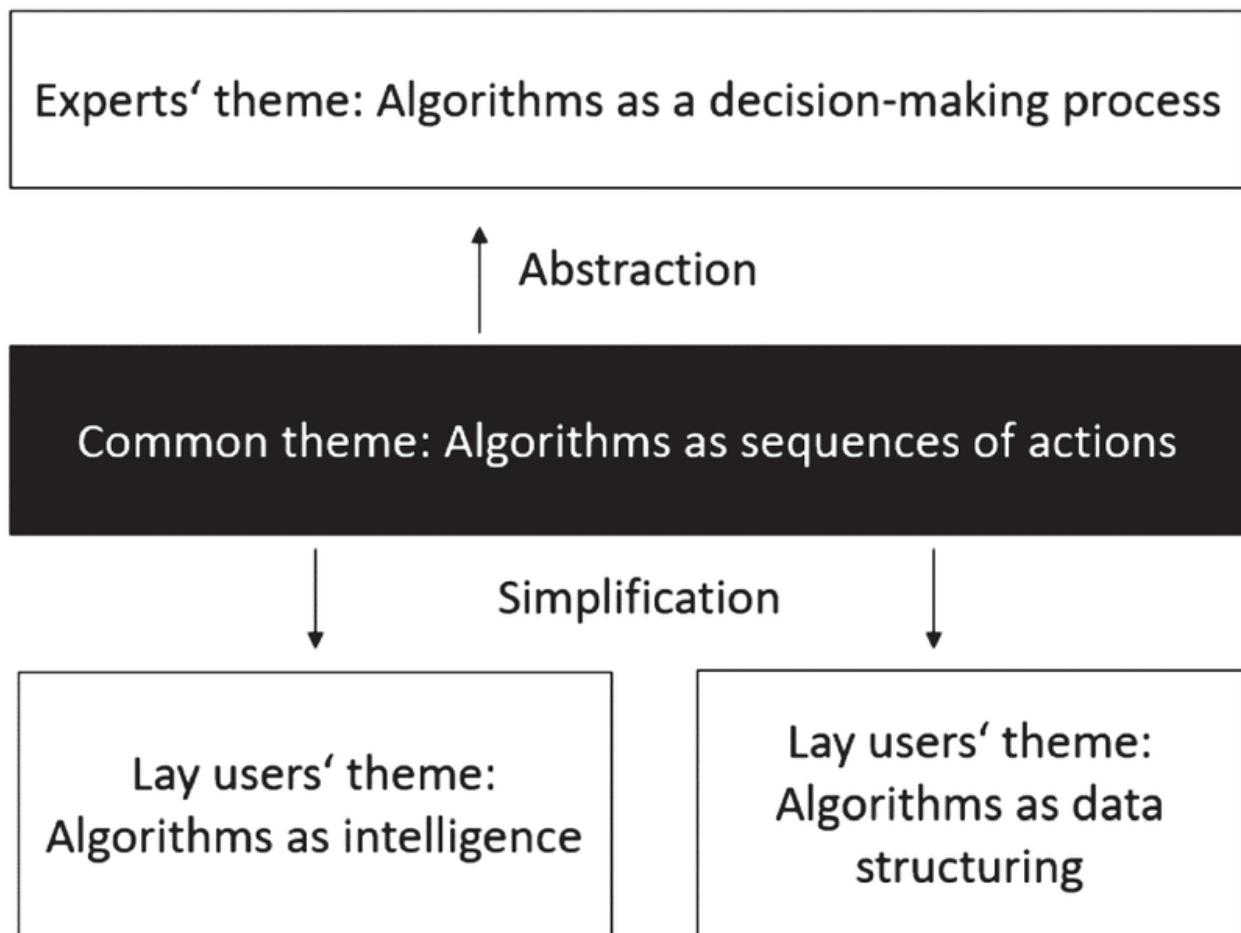 Experts‘ theme: Algorithms as a decision-making process
Abstraction
Common theme: Algorithms as sequences of actions
Simplification
Lay users‘ theme:
Algorithms as intelligence
Lay users‘ theme:
Algorithms as data
structuring